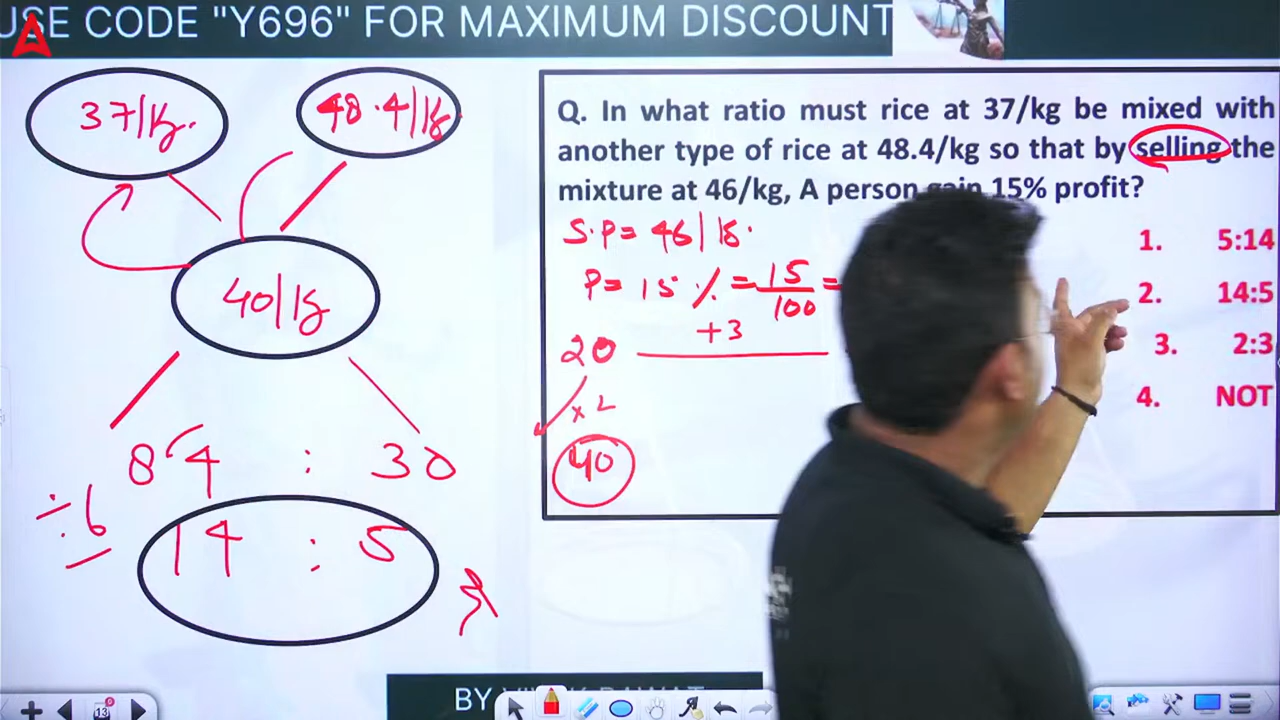 USE CODE "Y696" FOR MAXIMUM DISCOUNT
37/kg.
48.4/kg
40/kg
84 : 30
÷6
14 : 5
Q. In what ratio must rice at 37/kg be mixed with
another type of rice at 48.4/kg so that by selling the
mixture at 46/kg, A person gain 15% profit?
S.P = 46/kg.
P = 15 % = 15/100 =
+3
20
×2
40
1. 5:14
2. 14:5
3. 2:3
4. NOT
BY
13